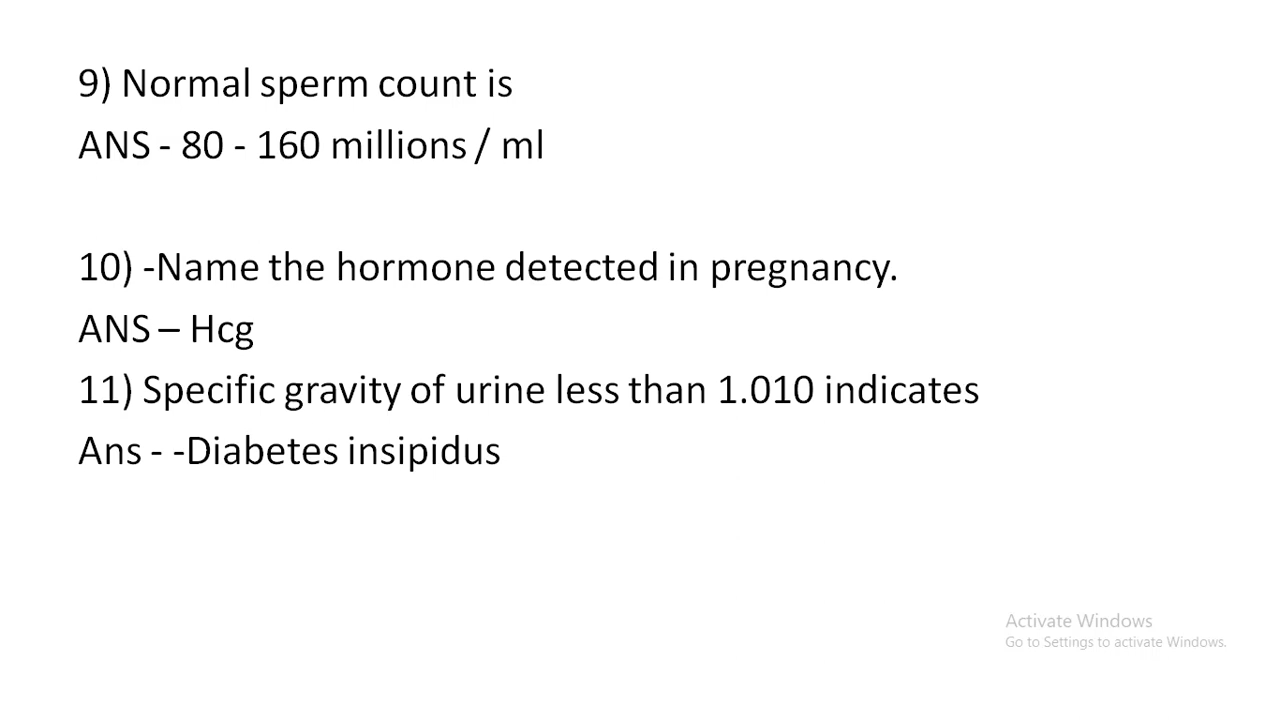 9) Normal sperm count is
ANS - 80 - 160 millions / ml
10) -Name the hormone detected in pregnancy.
ANS – Hcg
11) Specific gravity of urine less than 1.010 indicates
Ans - -Diabetes insipidus
Activate Windows
Go to Settings to activate Windows.